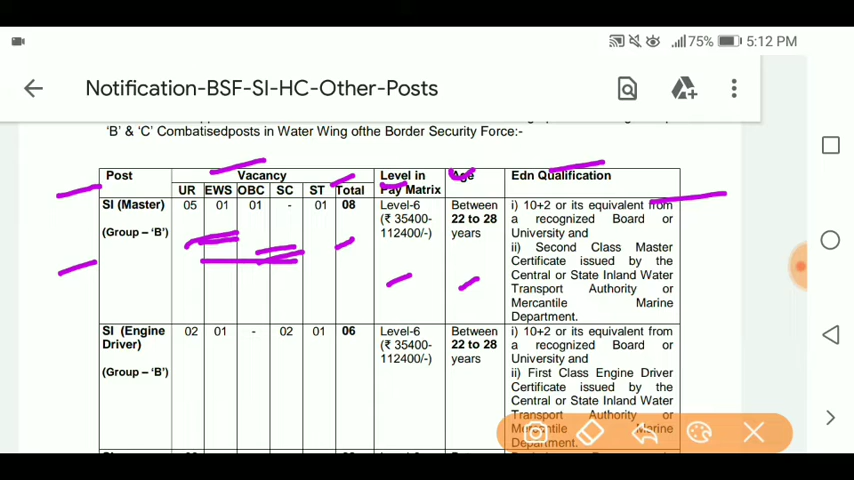 75% 5:12 PM
Notification-BSF-SI-HC-Other-Posts
'B' & 'C' Combatisedposts in Water Wing ofthe Border Security Force:-
Post Vacancy Level in Pay Matrix Age Edn Qualification
UR EWS OBC SC ST Total
SI (Master) 05 01 01 - 01 08 Level-6 Between i) 10+2 or its equivalent from
(₹ 35400- 22 to 28 a recognized Board or
(Group – 'B') 112400/-) years University and
ii) Second Class Master
Certificate issued by the
Central or State Inland Water
Transport Authority or
Mercantile Marine
Department.
SI (Engine 02 01 - 02 01 06 Level-6 Between i) 10+2 or its equivalent from
Driver) (₹ 35400- 22 to 28 a recognized Board or
112400/-) years University and
(Group – 'B') ii) First Class Engine Driver
Certificate issued by the
Central or State Inland Water
Transport Authority or
Mercantile Marine
Department.